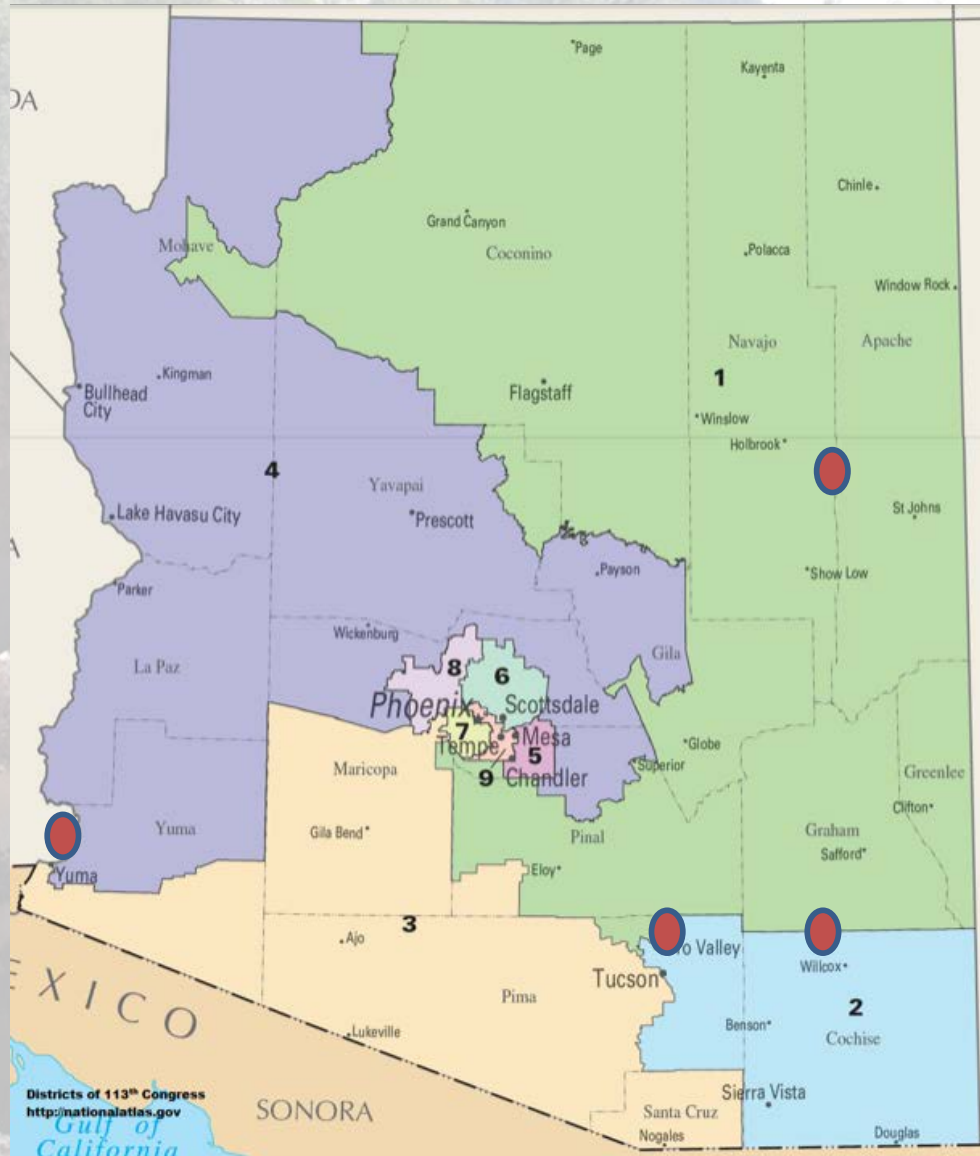 DA
Page
Kayenta
Chinle
Grand Canyon
Mohave
Coconino
Polacca
Window Rock
Navajo
Apache
1
Kingman
Bullhead
City
Flagstaff
Winslow
Holbrook
4
Yavapai
Lake Havasu City
Prescott
St Johns
A
Payson
Show Low
Parker
Wickenburg
La Paz
Gila
8
6
Phoenix
Scottsdale
7
Tempe
Mesa
5
9
Chandler
Globe
Superior
Maricopa
Greenlee
Clifton
Yuma
Gila Bend
Pinal
Graham
Safford
Eloy
Yuma
3
Ajo
Valley
Willcox
Tucson
EXICO
Pima
2
Benson
Cochise
Lukeville
Districts of 113th Congress
http://nationalatlas.gov
Gulf of
California
SONORA
Sierra Vista
Santa Cruz
Nogales
Douglas